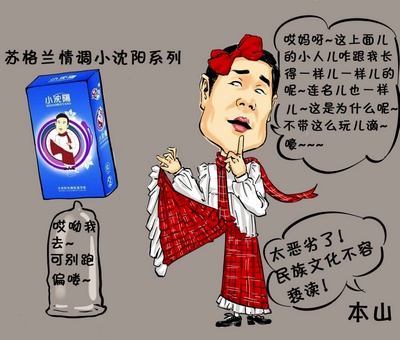 苏格兰情调小沈阳系列
小沈陽
哎妈呀~这上面儿
的小人儿咋跟我长
得一样儿一样儿的
呢~连名儿也一样
儿~这是为什么呢~
不带这么玩儿滴~
嚎~~~
哎呦我
去~
可别跑
偏喽~
太恶劣了!
民族文化不容
亵读!
本山